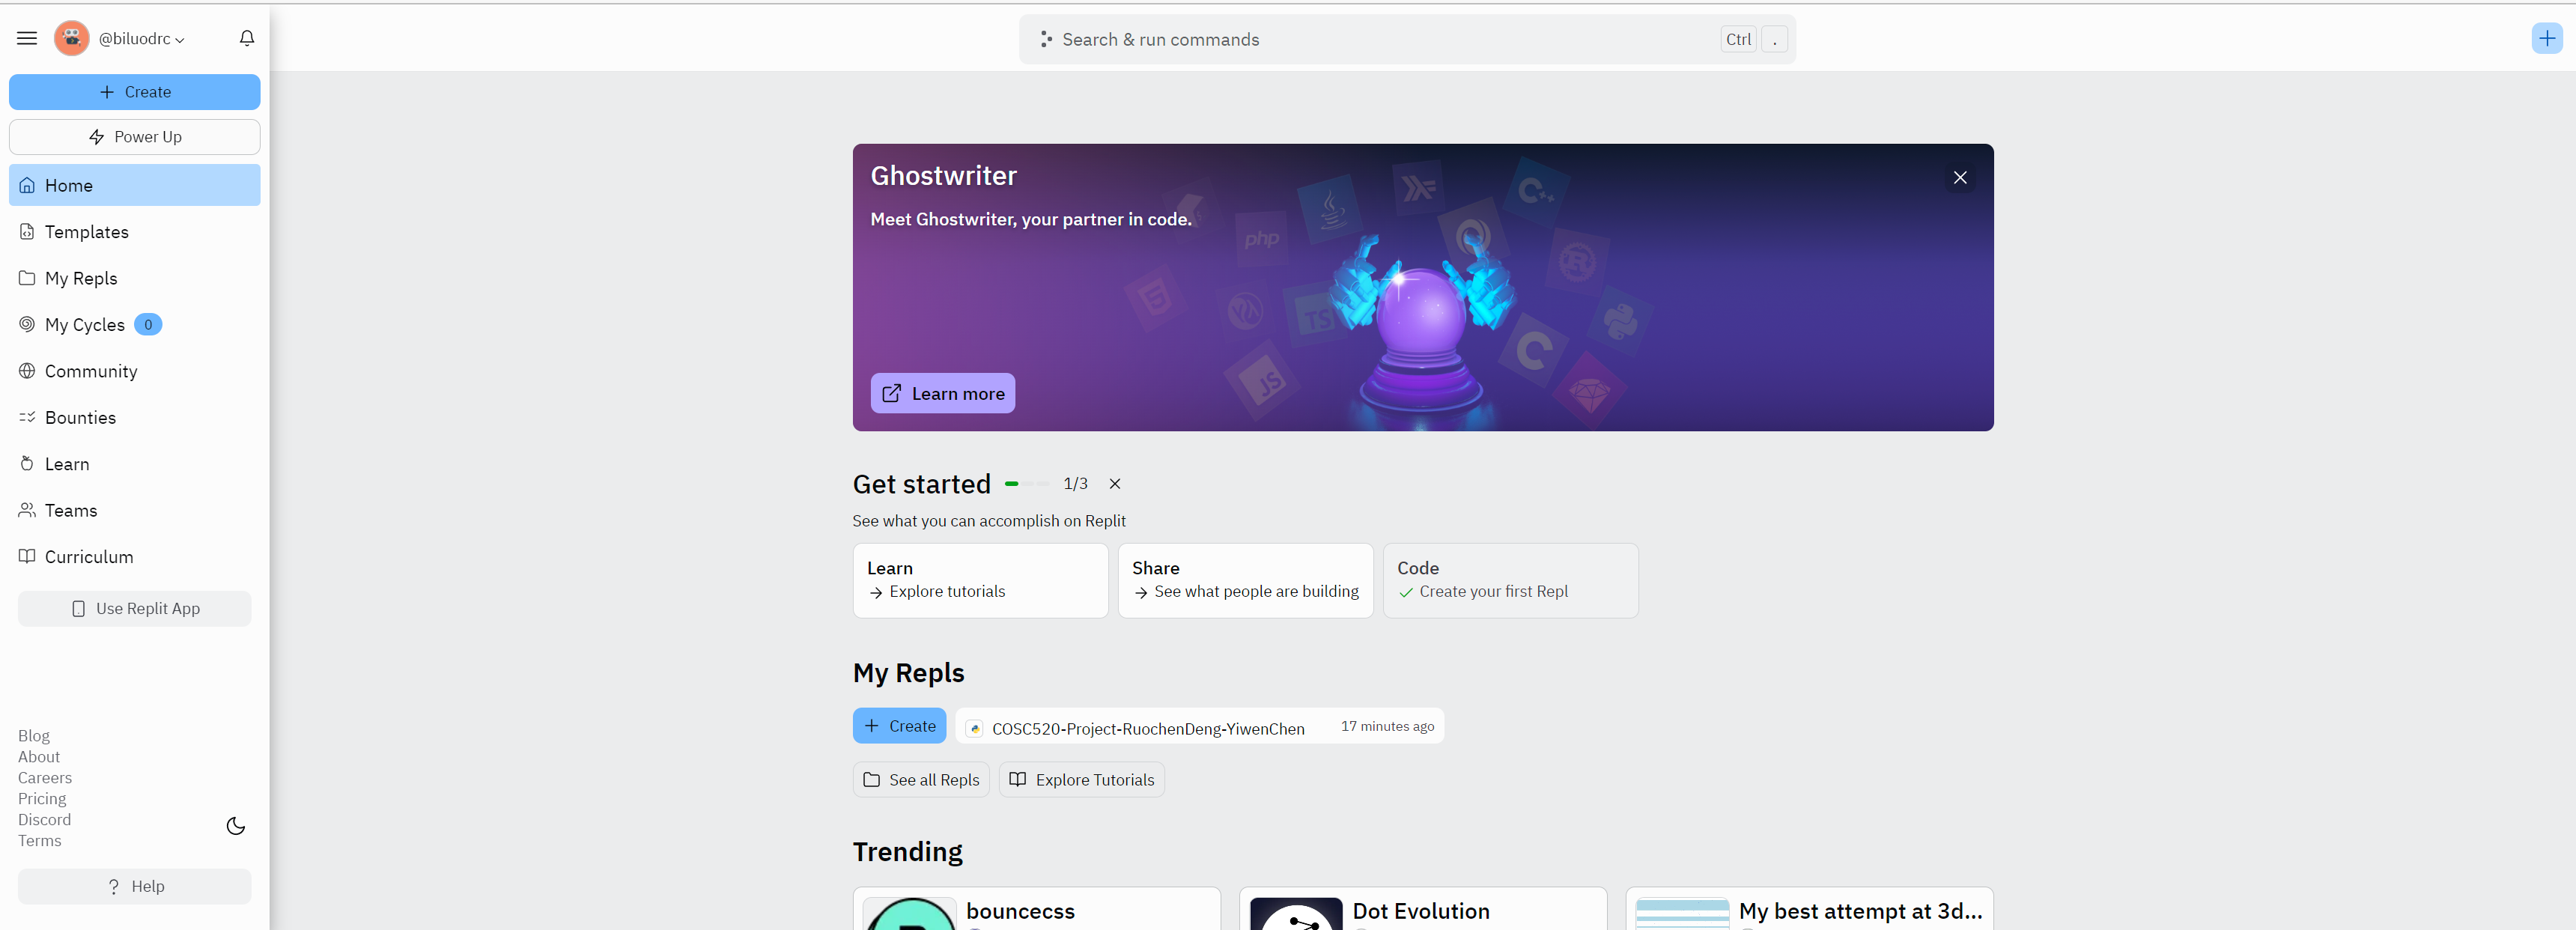 @biluodrc
Search & run commands
Ctrl
.
Create
Power Up
Home
Templates
My Repls
My Cycles 0
Community
Bounties
Learn
Teams
Curriculum
Use Replit App
Blog
About
Careers
Pricing
Discord
Terms
Help
Ghostwriter
Meet Ghostwriter, your partner in code.
php
C++
TS
JS
Learn more
Get started 1/3
See what you can accomplish on Replit
Learn
Explore tutorials
Share
See what people are building
Code
Create your first Repl
My Repls
Create
COSC520-Project-RuochenDeng-YiwenChen 17 minutes ago
See all Repls
Explore Tutorials
Trending
bouncecss
Dot Evolution
My best attempt at 3d...